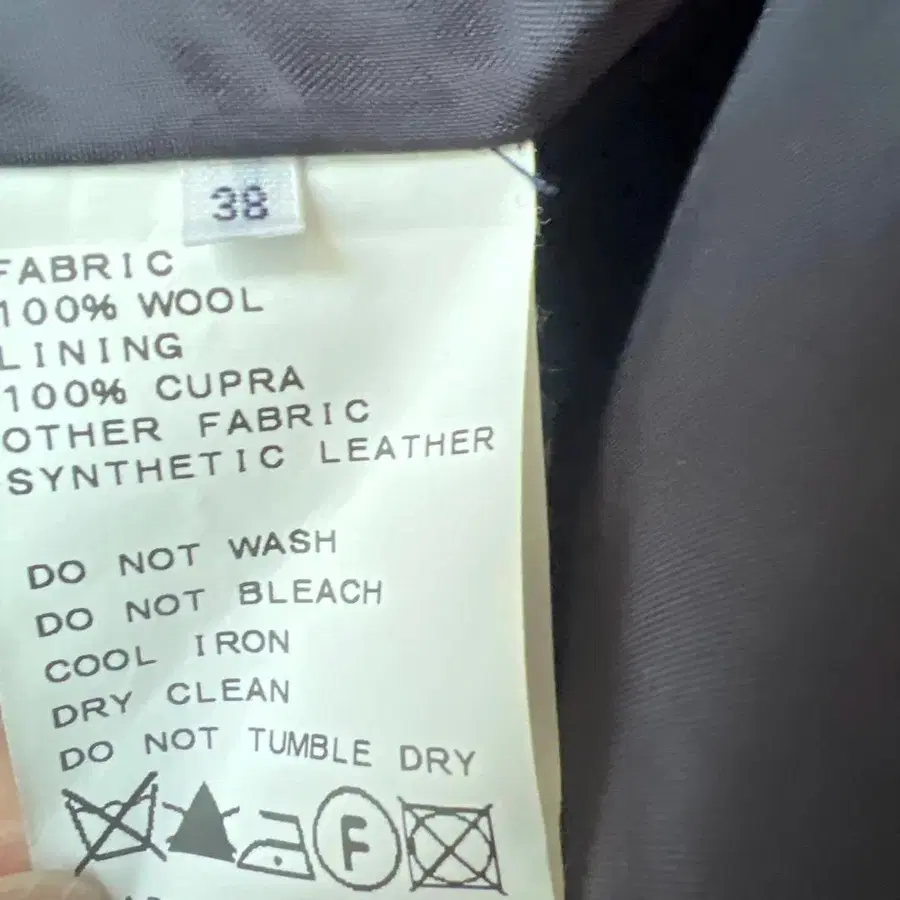 38
FABRIC
100% WOOL
LINING
100% CUPRA
OTHER FABRIC
SYNTHETIC LEATHER
DO NOT WASH
DO NOT BLEACH
COOL IRON
DRY CLEAN
DO NOT TUMBLE DRY
F